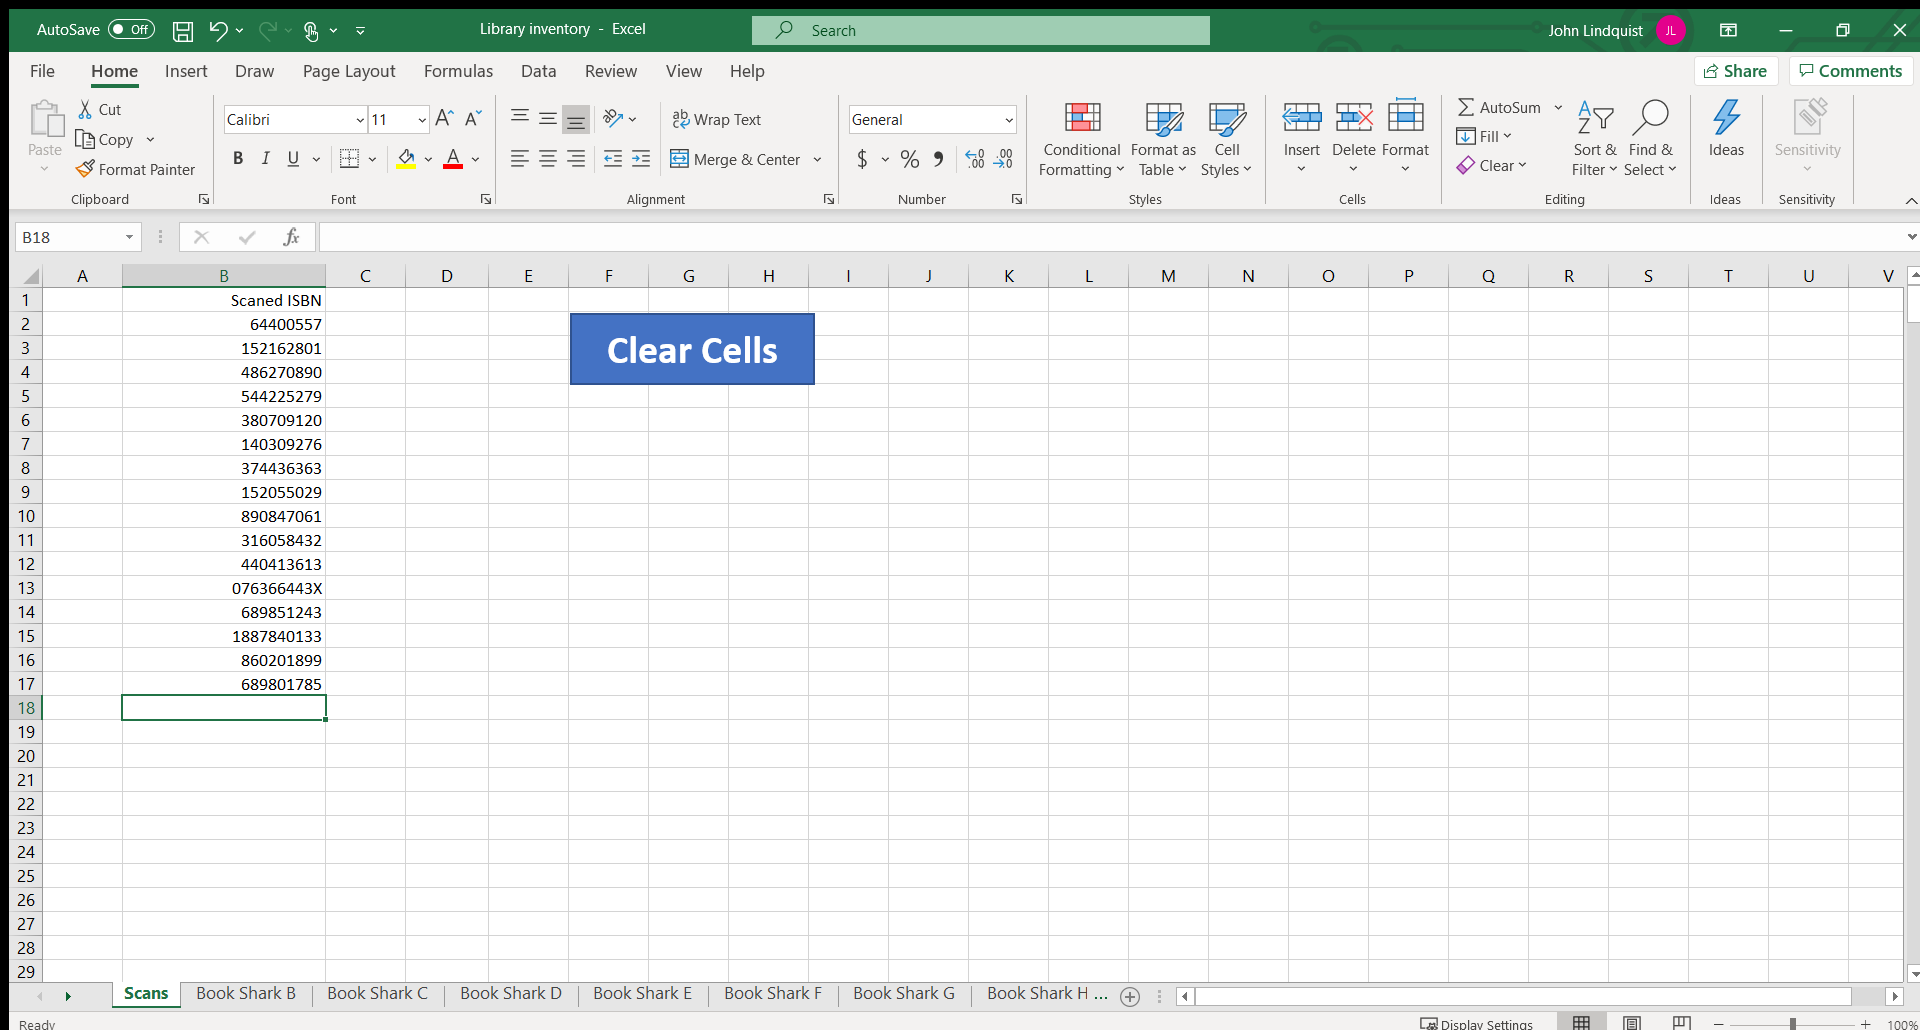 AutoSave Off Library inventory - Excel Search John Lindquist JL
File Home Insert Draw Page Layout Formulas Data Review View Help Share Comments
Paste Cut Copy Format Painter Clipboard
Calibri 11 B I U A Font
Wrap Text Merge & Center Alignment
General $ % Number
Conditional Formatting Format as Table Cell Styles Styles
Insert Delete Format Cells
AutoSum Fill Clear Sort & Filter Find & Select Editing
Ideas Ideas
Sensitivity Sensitivity
B18 fx
A B C D E F G H I J K L M N O P Q R S T U V
1 Scaned ISBN
2 64400557
3 152162801
Clear Cells
4 486270890
5 544225279
6 380709120
7 140309276
8 374436363
9 152055029
10 890847061
11 316058432
12 440413613
13 076366443X
14 689851243
15 1887840133
16 860201899
17 689801785
18
19
20
21
22
23
24
25
26
27
28
29
Scans Book Shark B Book Shark C Book Shark D Book Shark E Book Shark F Book Shark G Book Shark H ...
Ready Display Settings 100%